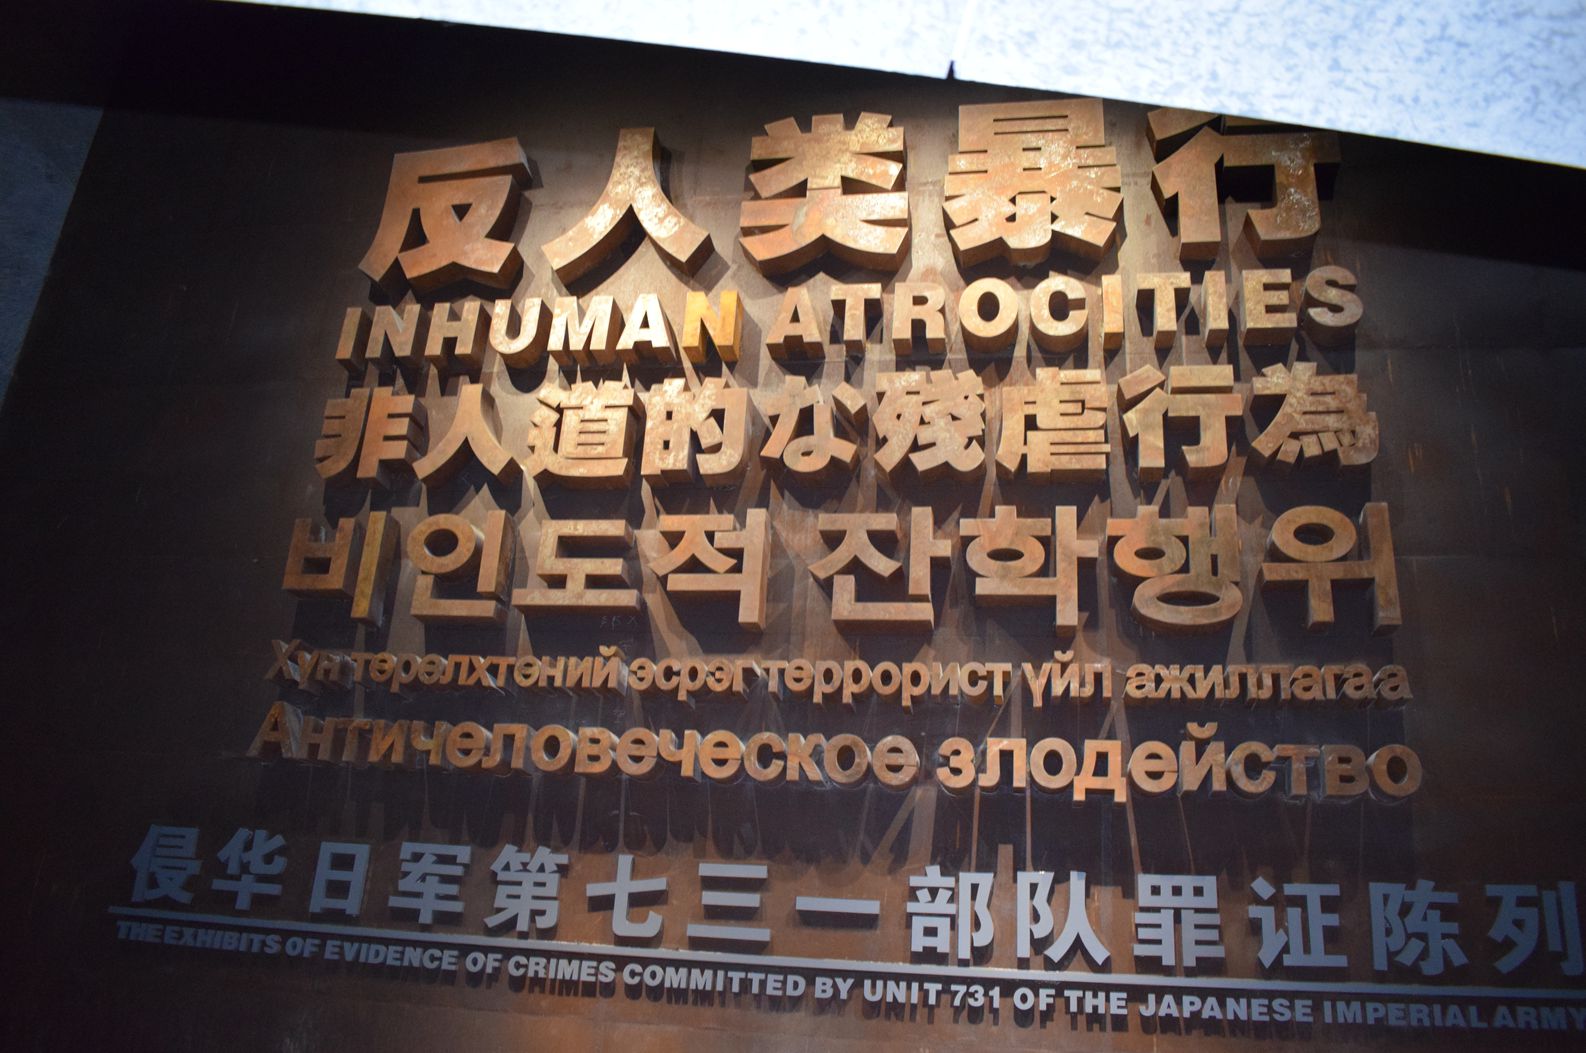 反人类暴行
INHUMAN ATROCITIES
非人道的な殘虐行為
비인도적 잔학행위
Хүн төрөлхтөний эсрэг террорист үйл ажиллагаа
Античеловеческое злодейство
侵华日军第七三一部队罪证陈列
THE EXHIBITS OF EVIDENCE OF CRIMES COMMITTED BY UNIT 731 OF THE JAPANESE IMPERIAL ARMY